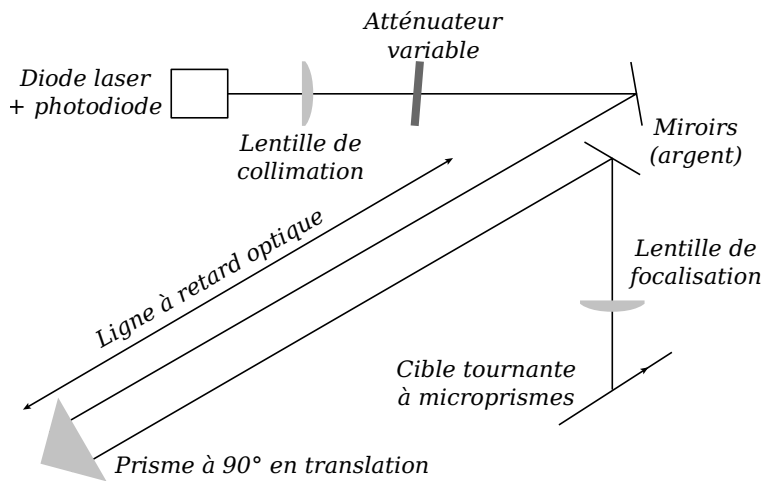 Atténuateur
variable
Diode laser
+ photodiode
Lentille de
collimation
Miroirs
(argent)
Ligne à retard optique
Lentille de
focalisation
Cible tournante
à microprismes
Prisme à 90° en translation